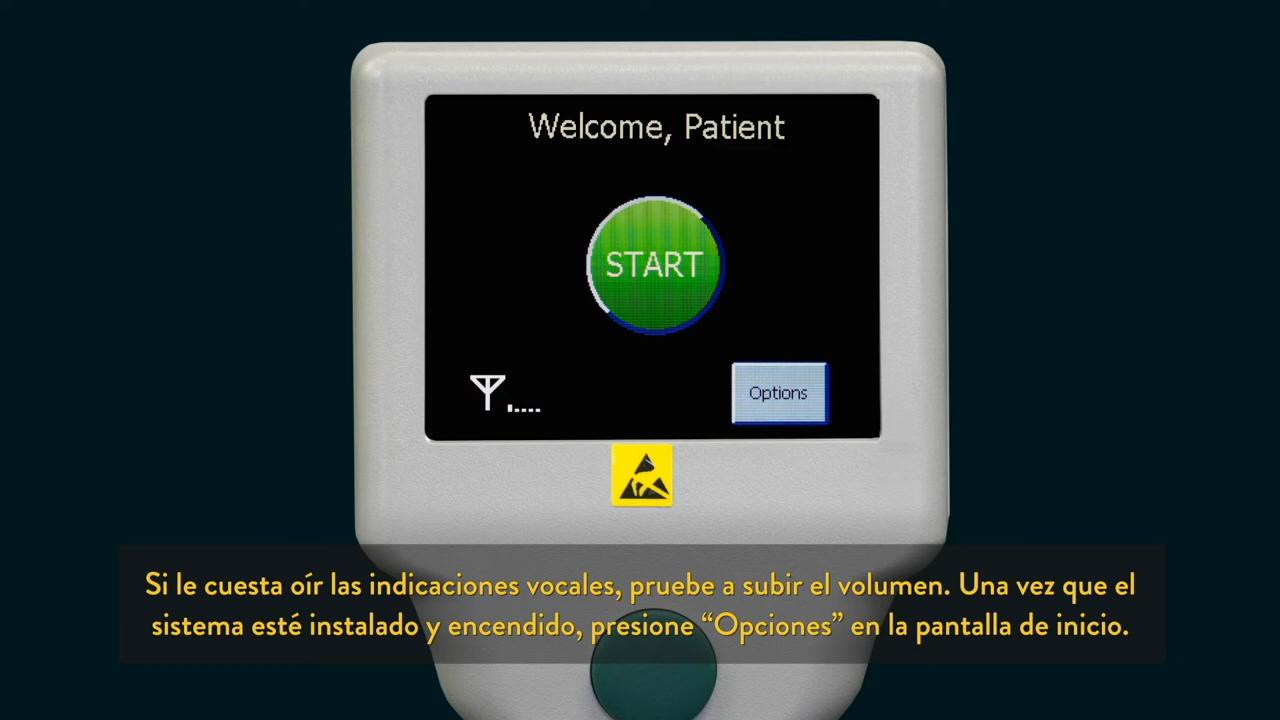 Welcome, Patient
START
Options
Si le cuesta oír las indicaciones vocales, pruebe a subir el volumen. Una vez que el
sistema esté instalado y encendido, presione “Opciones” en la pantalla de inicio.